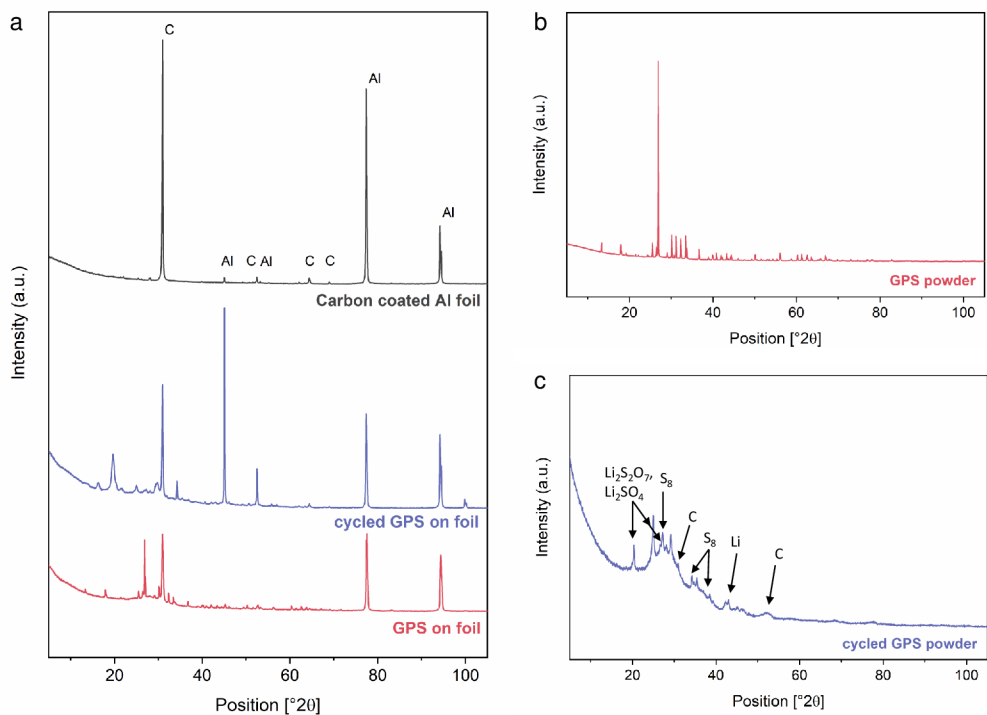 a
C
Al
Al
Al
C
Al
C
C
Carbon coated Al foil
cycled GPS on foil
GPS on foil
Intensity (a.u.)
20
40
60
80
100
Position [°2θ]
b
Intensity (a.u.)
GPS powder
20
40
60
80
100
Position [°2θ]
c
Intensity (a.u.)
Li₂S₂O₇,
Li₂SO₄
S₈
C
S₈
Li
C
cycled GPS powder
20
40
60
80
100
Position [°2θ]